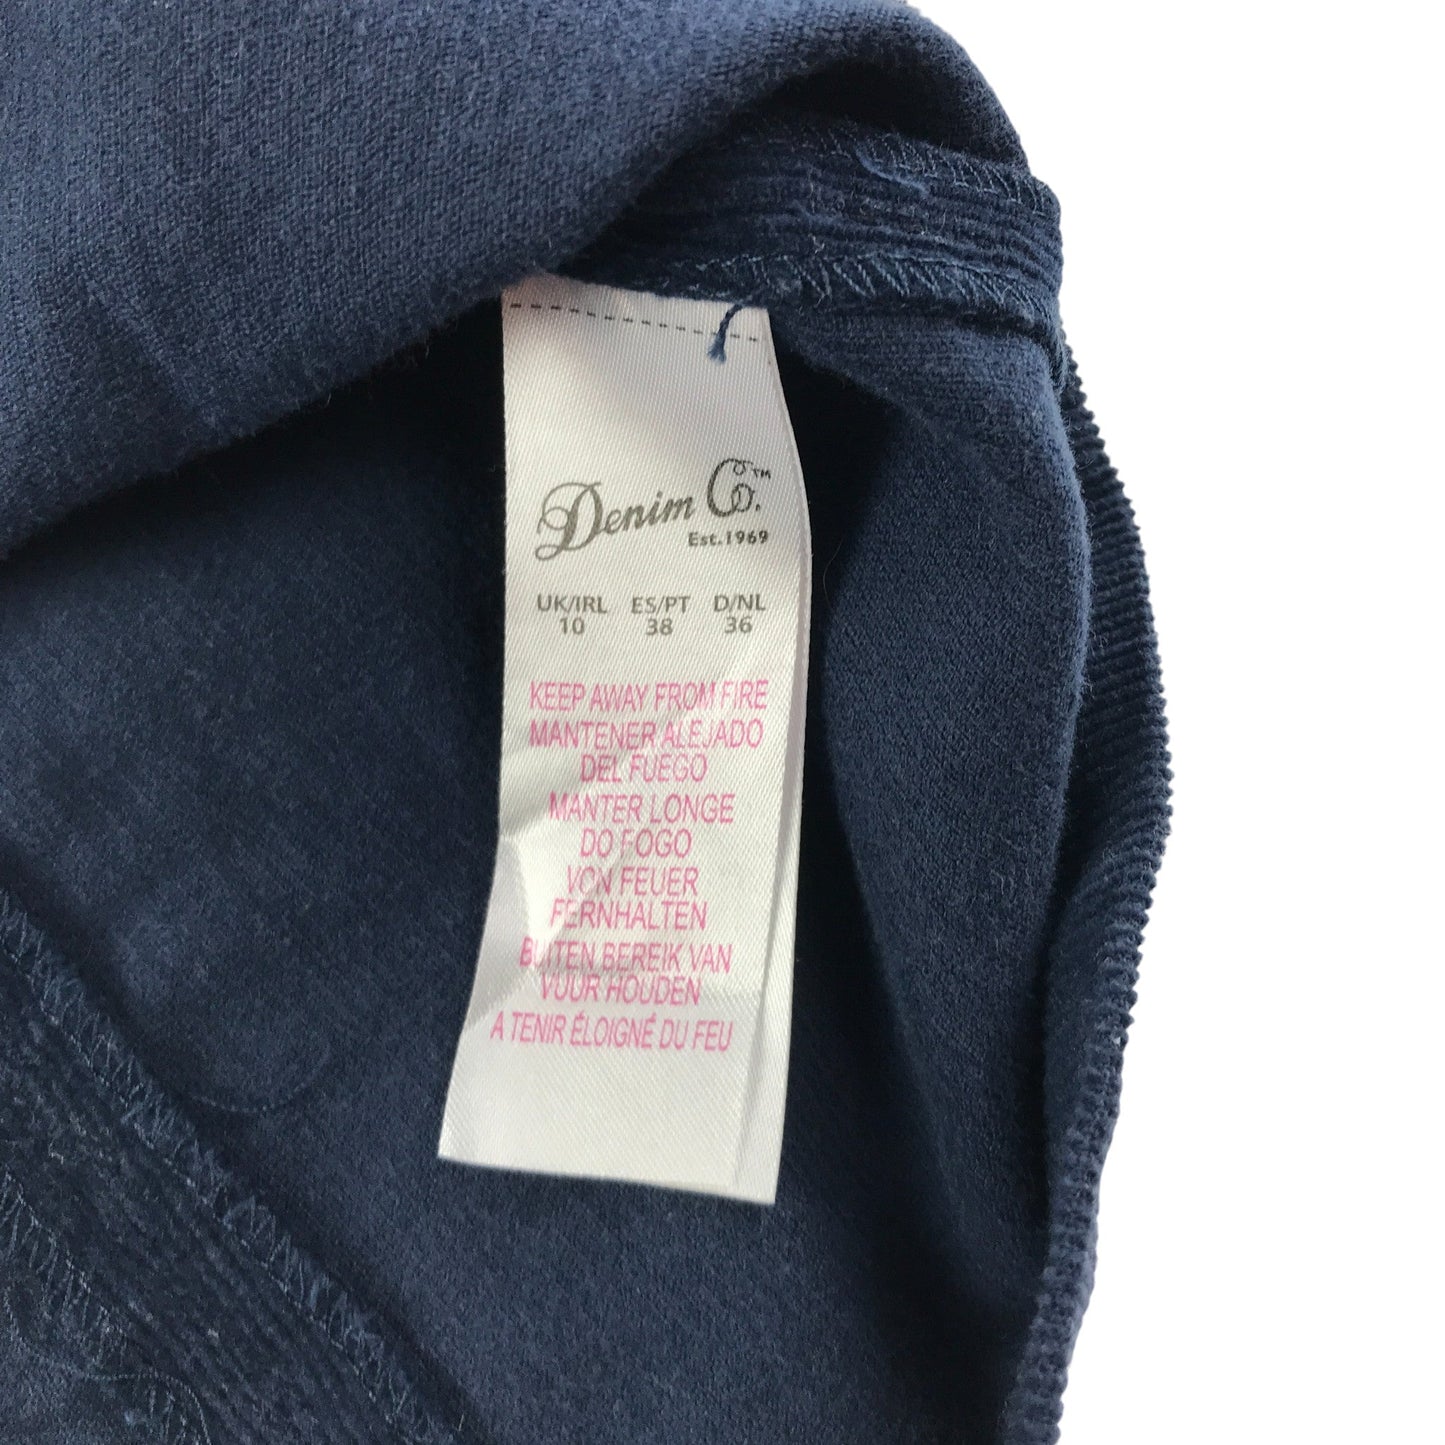 Denim Co.™
Est.1969
UK/IRL ES/PT D/NL
10 38 36
KEEP AWAY FROM FIRE
MANTENER ALEJADO
DEL FUEGO
MANTER LONGE
DO FOGO
VON FEUER
FERNHALTEN
BUITEN BEREIK VAN
VUUR HOUDEN
A TENIR ÉLOIGNÉ DU FEU